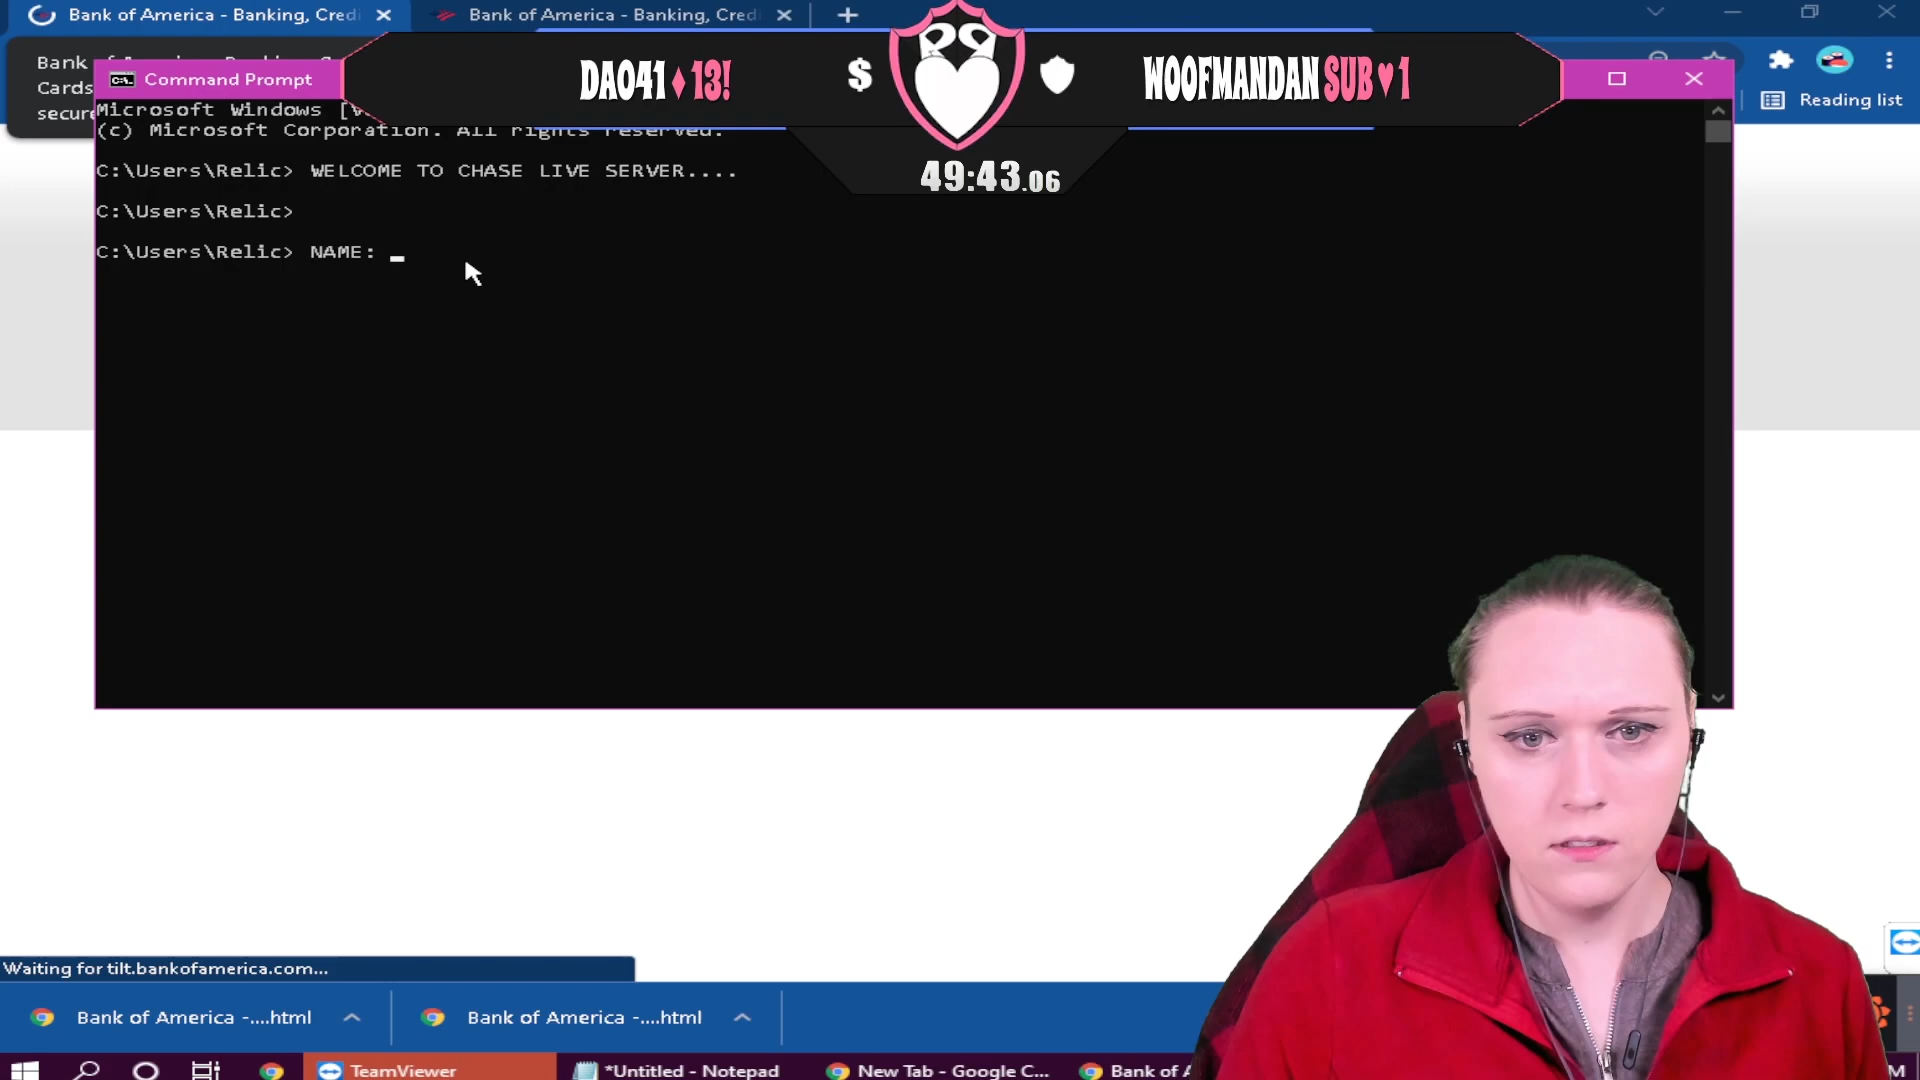 Bank of America - Banking, Credi
Bank of America - Banking, Cred
Bank
Cards
secure
Reading list
Command Prompt
DAO41 ♦ 13!
$
WOOFMANDAN SUB ♥ 1
49:43.06
Microsoft Windows [v
(c) Microsoft Corporation. All rights reserved.
C:\Users\Relic> WELCOME TO CHASE LIVE SERVER....
C:\Users\Relic>
C:\Users\Relic> NAME: _
Waiting for tilt.bankofamerica.com...
Bank of America -....html
Bank of America -....html
TeamViewer
*Untitled - Notepad
New Tab - Google C...
Bank of A
M